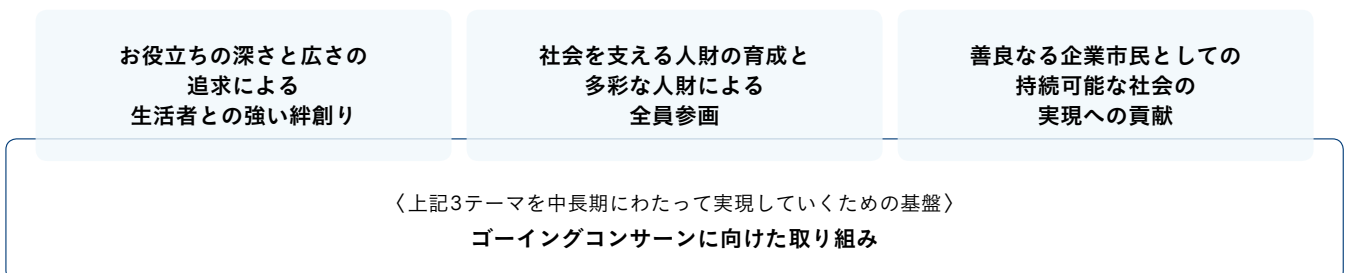 お役立ちの深さと広さの
追求による
生活者との強い絆創り
社会を支える人財の育成と
多彩な人財による
全員参画
善良なる企業市民としての
持続可能な社会の
実現への貢献
〈上記3テーマを中長期にわたって実現していくための基盤〉
ゴーイングコンサーンに向けた取り組み